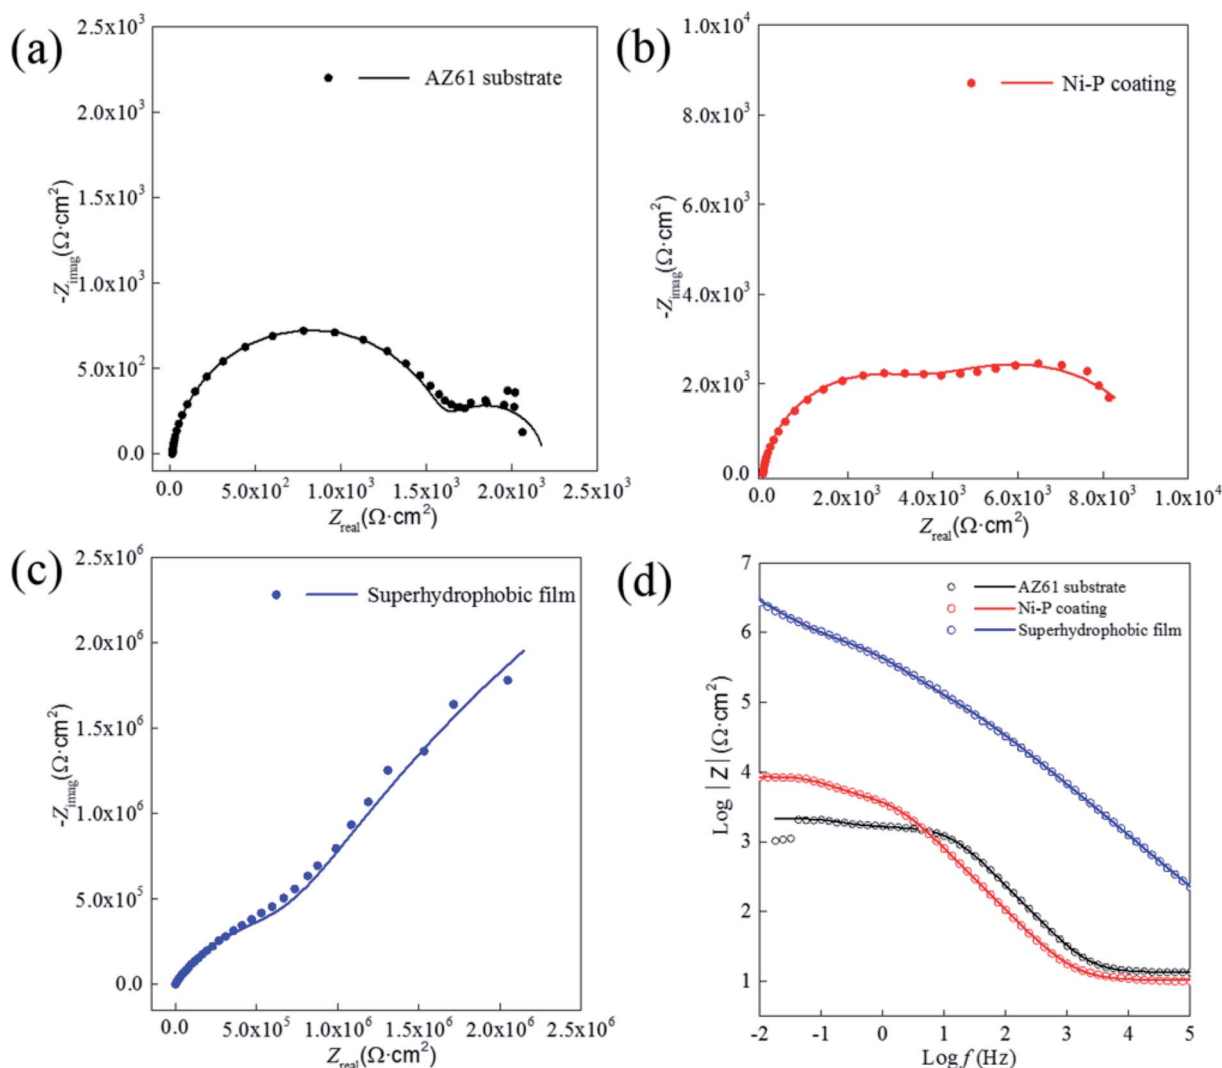 (a)
AZ61 substrate
2.5x10³
2.0x10³
1.5x10³
1.0x10³
5.0x10²
0.0
-Z_imag(Ω·cm²)
0.0 5.0x10² 1.0x10³ 1.5x10³ 2.0x10³ 2.5x10³
Z_real(Ω·cm²)
(b)
Ni-P coating
1.0x10⁴
8.0x10³
6.0x10³
4.0x10³
2.0x10³
0.0
-Z_imag(Ω·cm²)
0.0 2.0x10³ 4.0x10³ 6.0x10³ 8.0x10³ 1.0x10⁴
Z_real(Ω·cm²)
(c)
Superhydrophobic film
2.5x10⁶
2.0x10⁶
1.5x10⁶
1.0x10⁶
5.0x10⁵
0.0
-Z_imag(Ω·cm²)
0.0 5.0x10⁵ 1.0x10⁶ 1.5x10⁶ 2.0x10⁶ 2.5x10⁶
Z_real(Ω·cm²)
(d)
AZ61 substrate
Ni-P coating
Superhydrophobic film
7
6
5
4
3
2
1
Log |Z| (Ω·cm²)
-2 -1 0 1 2 3 4 5
Log f (Hz)